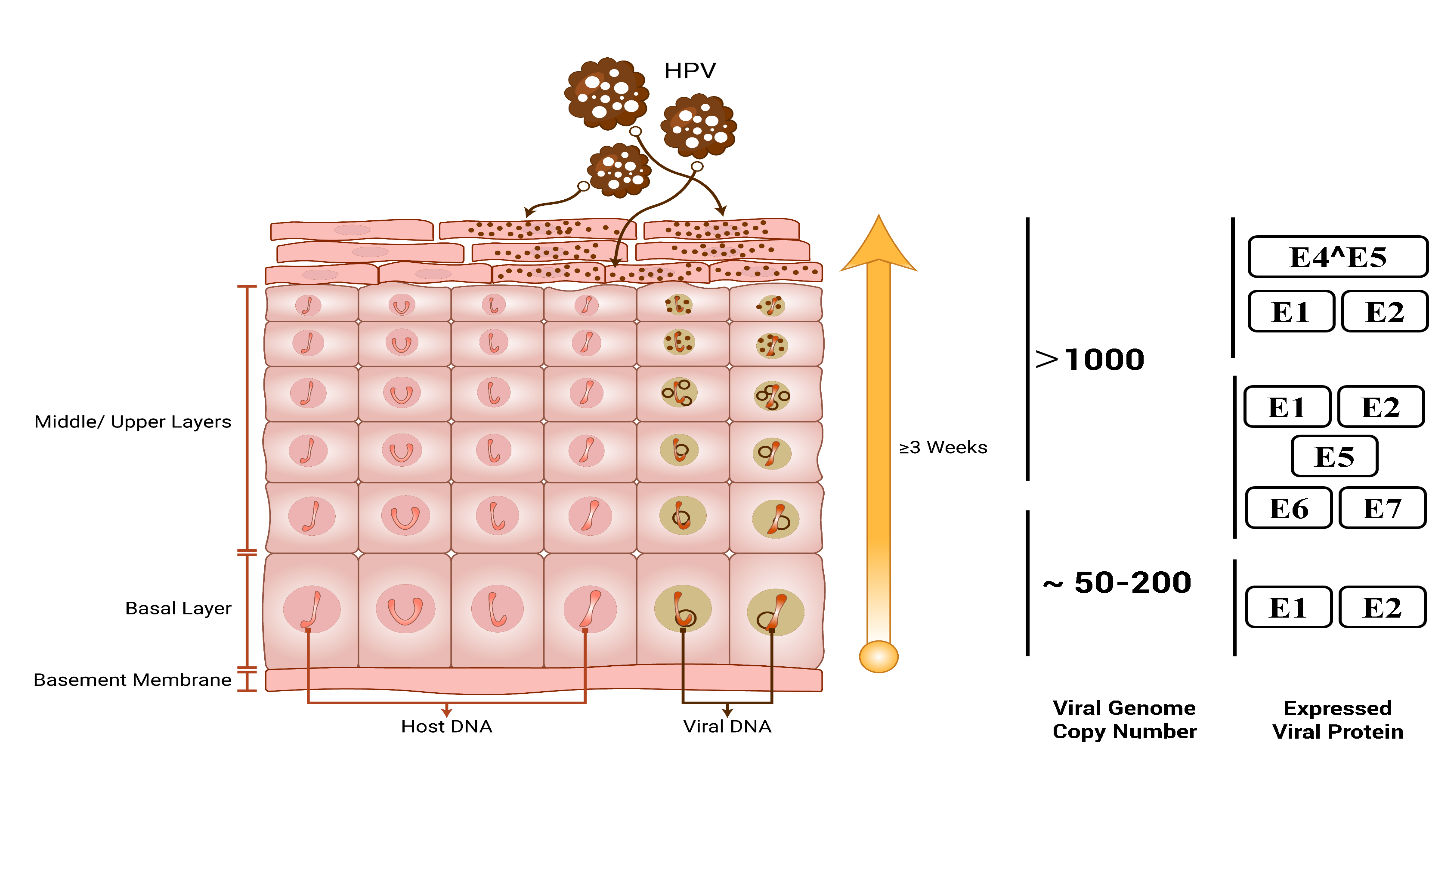 HPV
Middle/ Upper Layers
Basal Layer
Basement Membrane
Host DNA
Viral DNA
≥3 Weeks
>1000
~ 50-200
Viral Genome
Copy Number
E4^E5
E1 E2
E1 E2
E5
E6 E7
E1 E2
Expressed
Viral Protein